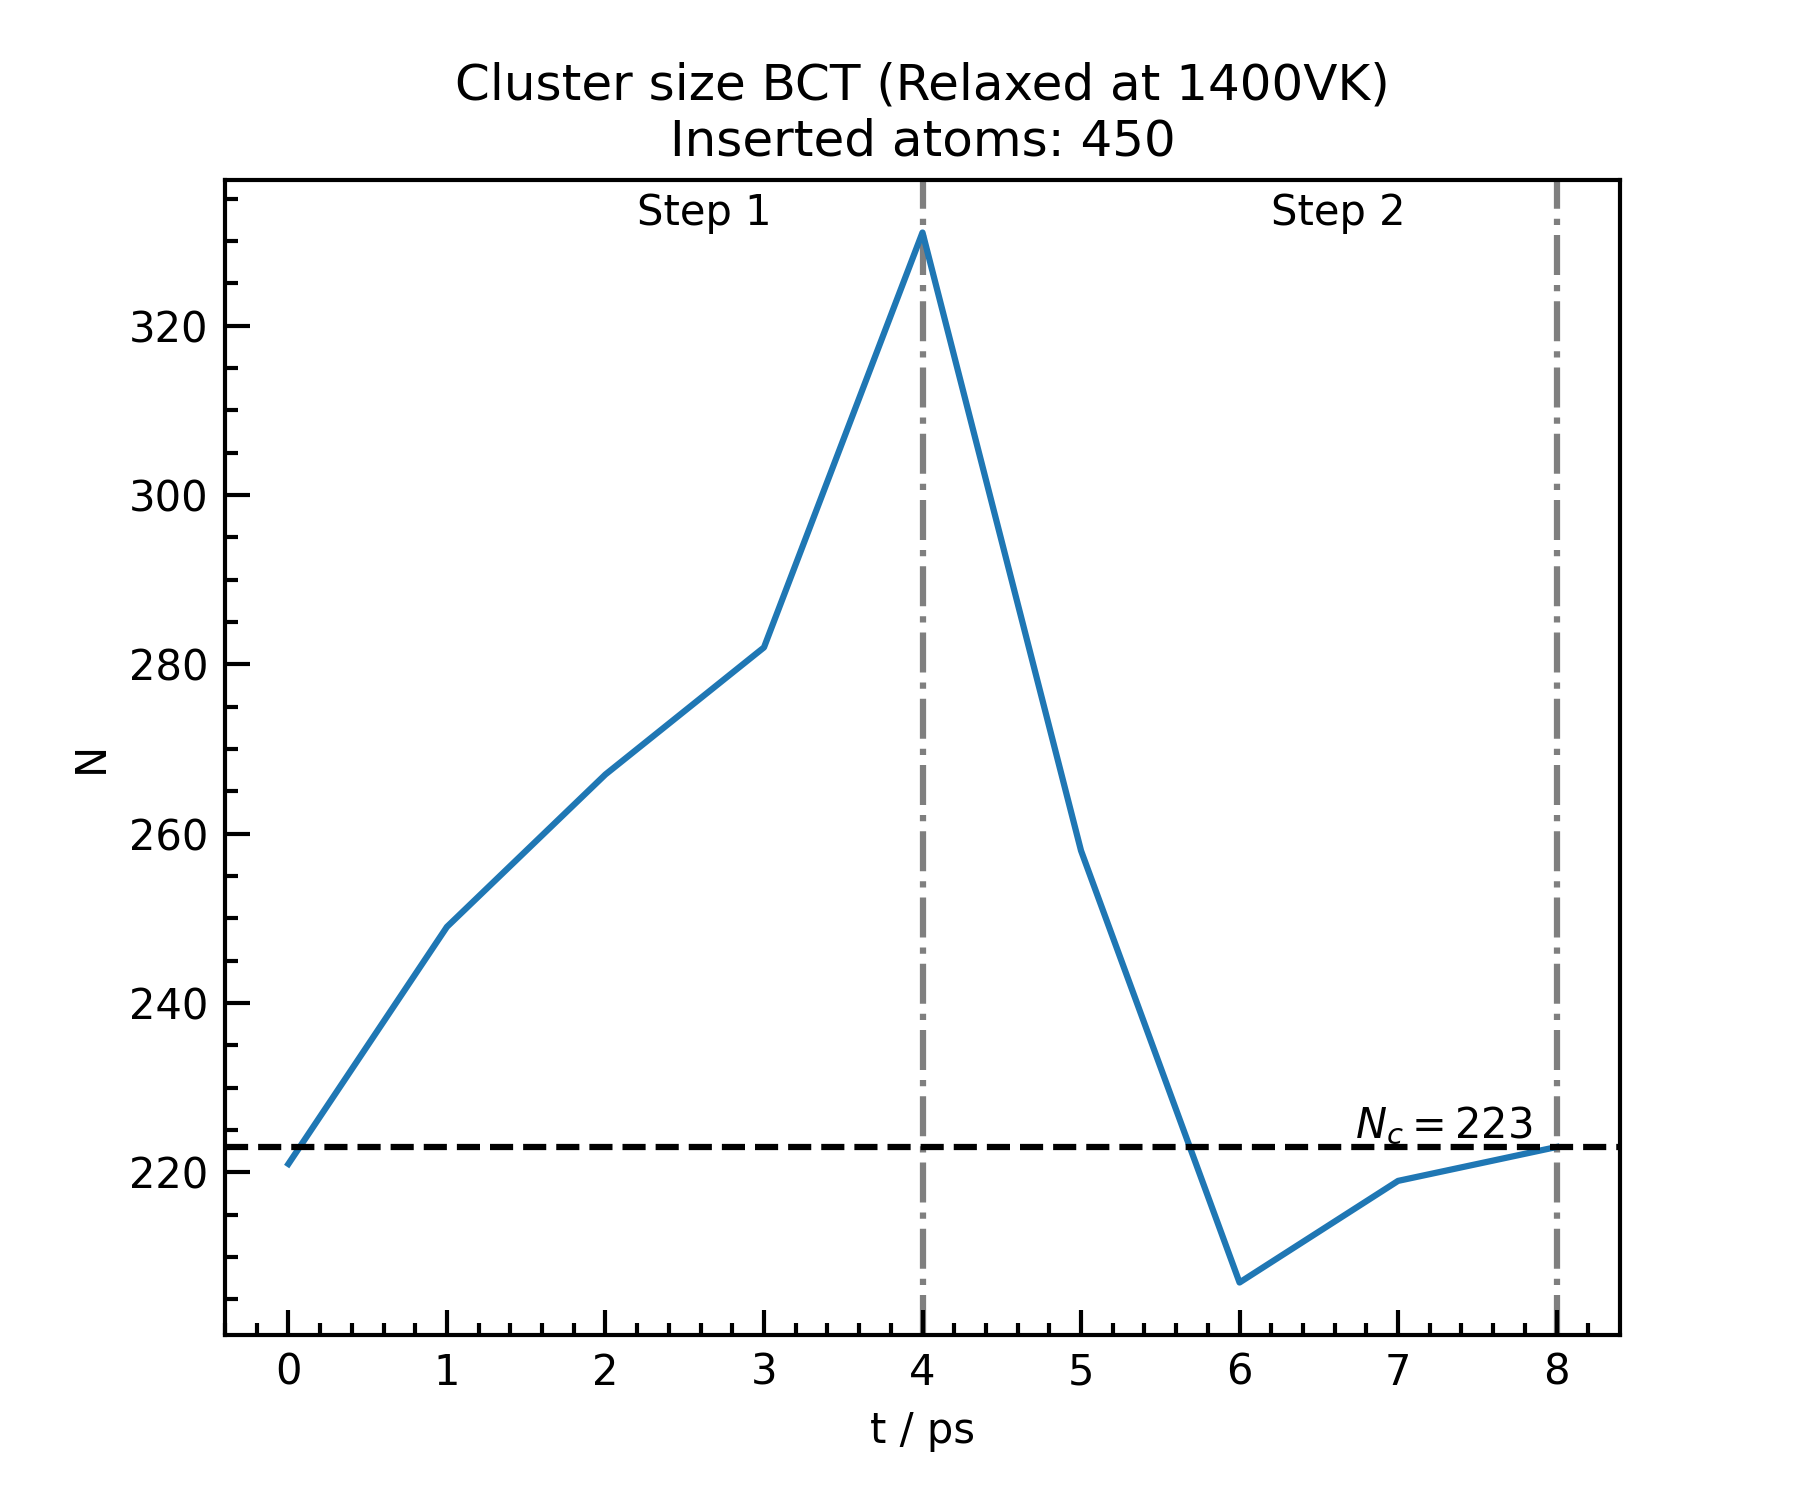 Cluster size BCT (Relaxed at 1400VK)
Inserted atoms: 450
Step 1
Step 2
320
300
280
260
240
220
N
N_c = 223
0 1 2 3 4 5 6 7 8
t / ps